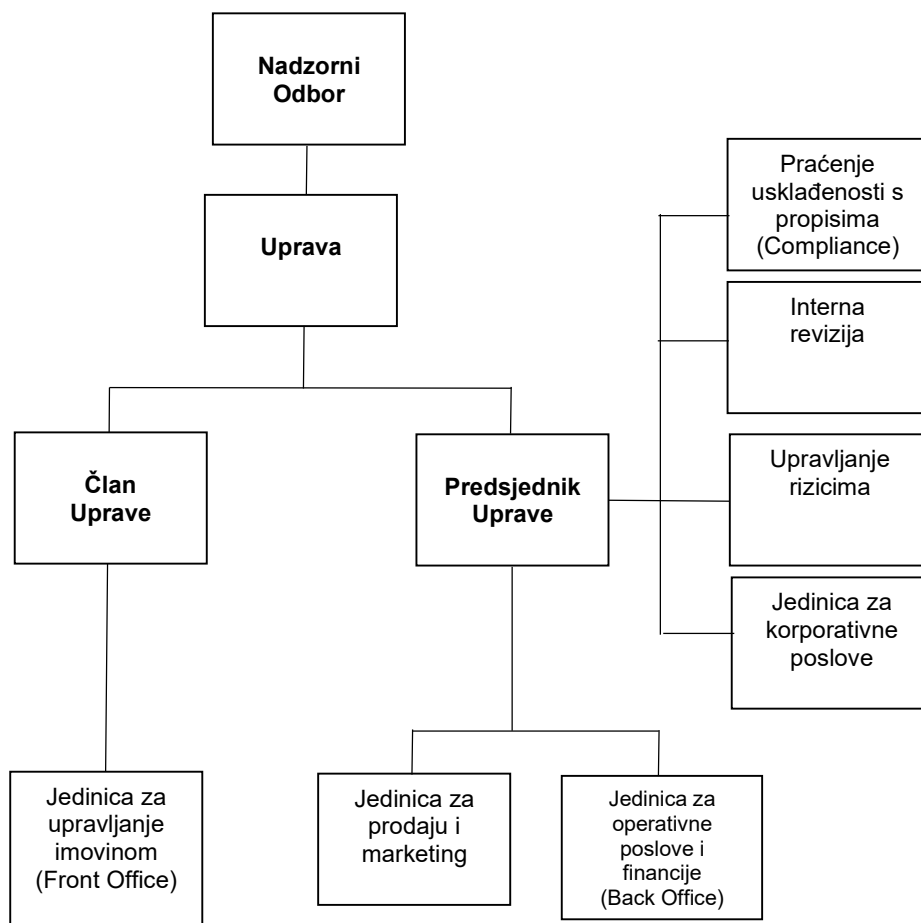 Nadzorni
Odbor
Uprava
Praćenje
usklađenosti s
propisima
(Compliance)
Interna
revizija
Član
Uprave
Predsjednik
Uprave
Upravljanje
rizicima
Jedinica za
korporativne
poslove
Jedinica za
upravljanje
imovinom
(Front Office)
Jedinica za
prodaju i
marketing
Jedinica za
operativne
poslove i
financije
(Back Office)